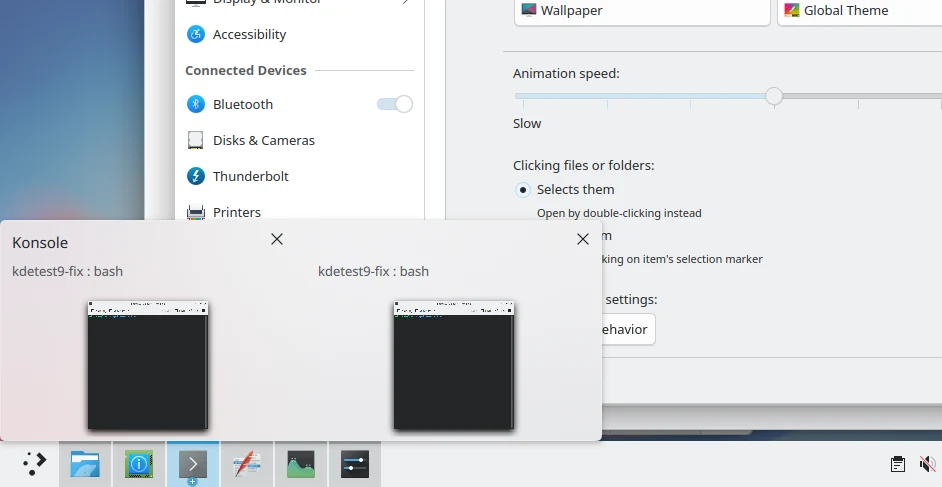 Display & Monitor
Accessibility
Connected Devices
Bluetooth
Disks & Cameras
Thunderbolt
Printers
Wallpaper
Global Theme
Animation speed:
Slow
Clicking files or folders:
Selects them
Open by double-clicking instead
king on item's selection marker
settings:
ehavior
Konsole
kdetest9-fix : bash
kdetest9-fix : bash